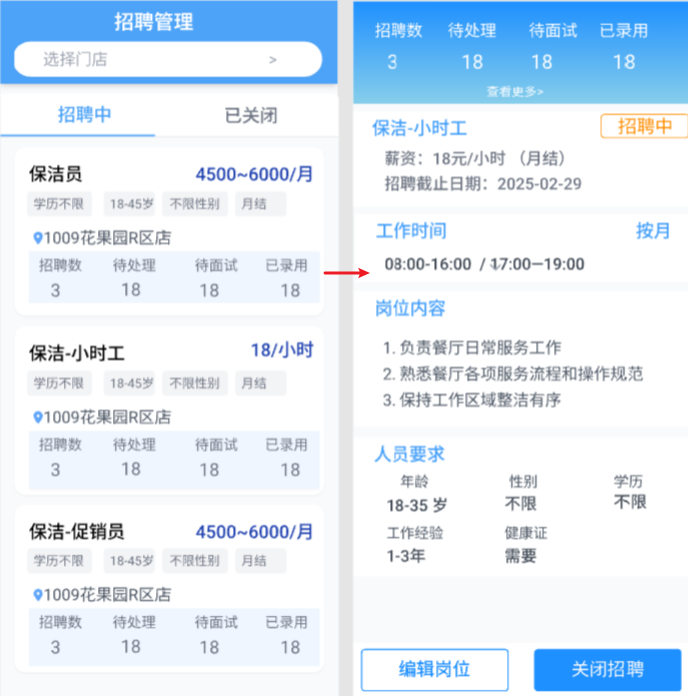 招聘管理
选择门店 >
招聘中 已关闭
保洁员 4500~6000/月
学历不限 18-45岁 不限性别 月结
1009花果园R区店
招聘数 待处理 待面试 已录用
3 18 18 18
保洁-小时工 18/小时
学历不限 18-45岁 不限性别 月结
1009花果园R区店
招聘数 待处理 待面试 已录用
3 18 18 18
保洁-促销员 4500~6000/月
学历不限 18-45岁 不限性别 月结
1009花果园R区店
招聘数 待处理 待面试 已录用
3 18 18 18
招聘数 待处理 待面试 已录用
3 18 18 18
查看更多>
保洁-小时工 招聘中
薪资：18元/小时 （月结）
招聘截止日期：2025-02-29
工作时间 按月
08:00-16:00 / 17:00—19:00
岗位内容
1. 负责餐厅日常服务工作
2. 熟悉餐厅各项服务流程和操作规范
3. 保持工作区域整洁有序
人员要求
年龄 性别 学历
18-35 岁 不限 不限
工作经验 健康证
1-3年 需要
编辑岗位 关闭招聘